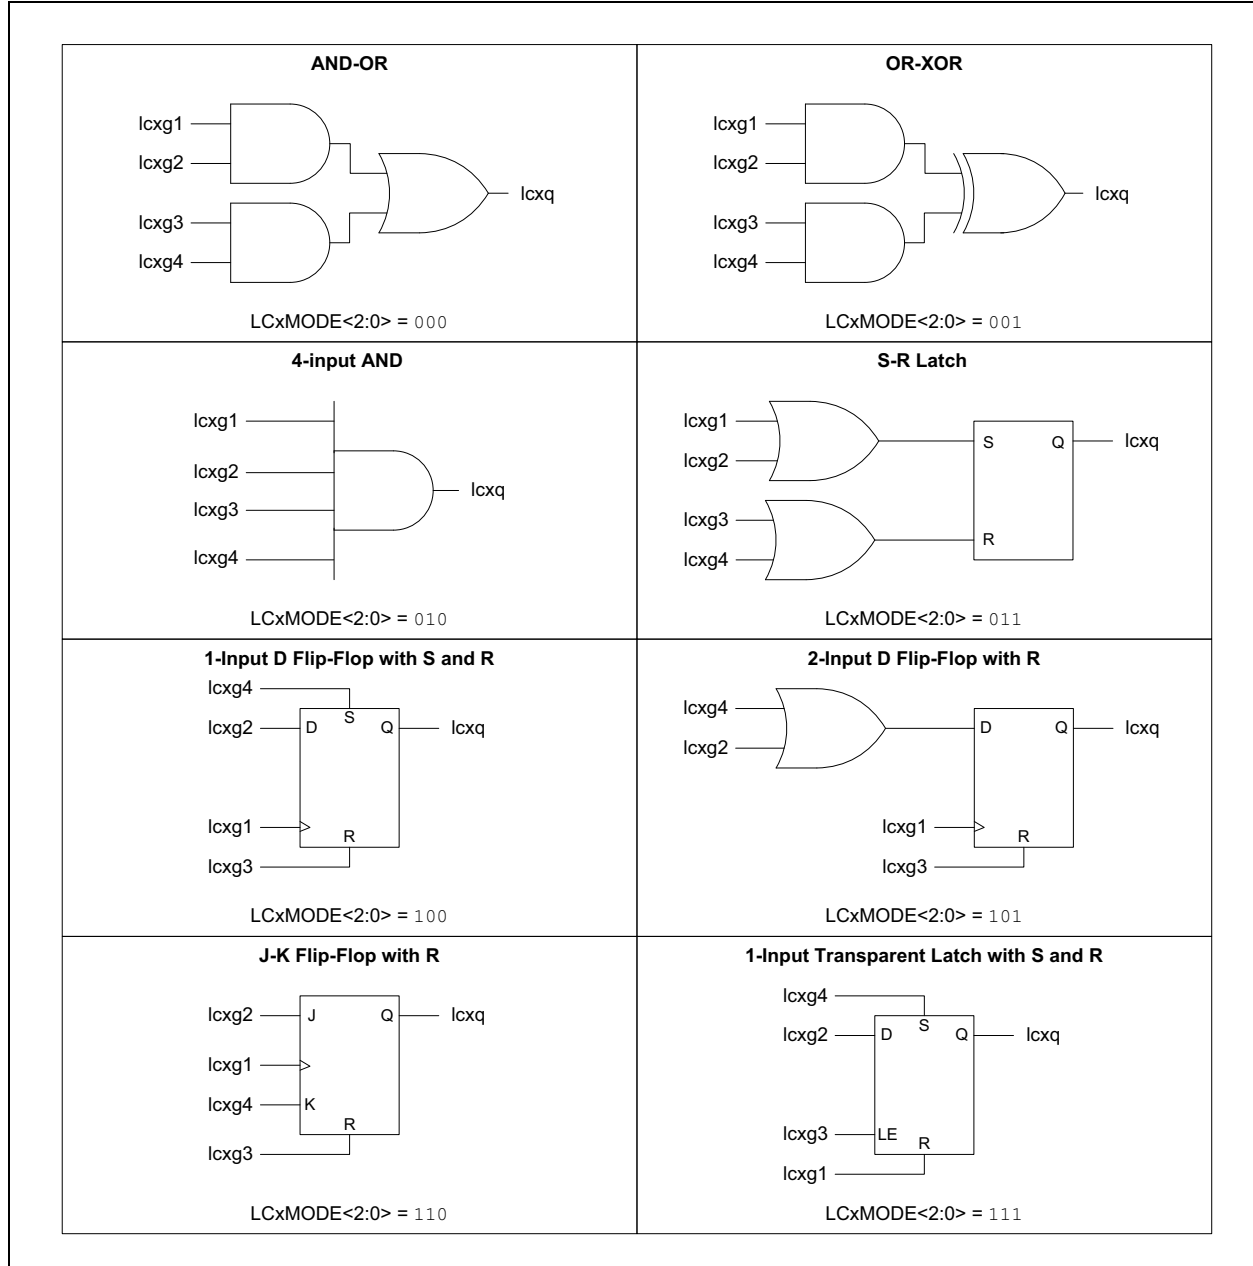 AND-OR
lcxg1
lcxg2
lcxg3
lcxg4
lcxq
LCxMODE<2:0> = 000
OR-XOR
lcxg1
lcxg2
lcxg3
lcxg4
lcxq
LCxMODE<2:0> = 001
4-input AND
lcxg1
lcxg2
lcxg3
lcxg4
lcxq
LCxMODE<2:0> = 010
S-R Latch
lcxg1
lcxg2
lcxg3
lcxg4
S
Q
lcxq
R
LCxMODE<2:0> = 011
1-Input D Flip-Flop with S and R
lcxg4
S
lcxg2
D
Q
lcxq
lcxg1
R
lcxg3
LCxMODE<2:0> = 100
2-Input D Flip-Flop with R
lcxg4
lcxg2
D
Q
lcxq
lcxg1
R
lcxg3
LCxMODE<2:0> = 101
J-K Flip-Flop with R
lcxg2
J
Q
lcxq
lcxg1
lcxg4
K
R
lcxg3
LCxMODE<2:0> = 110
1-Input Transparent Latch with S and R
lcxg4
S
lcxg2
D
Q
lcxq
lcxg3
LE
R
lcxg1
LCxMODE<2:0> = 111